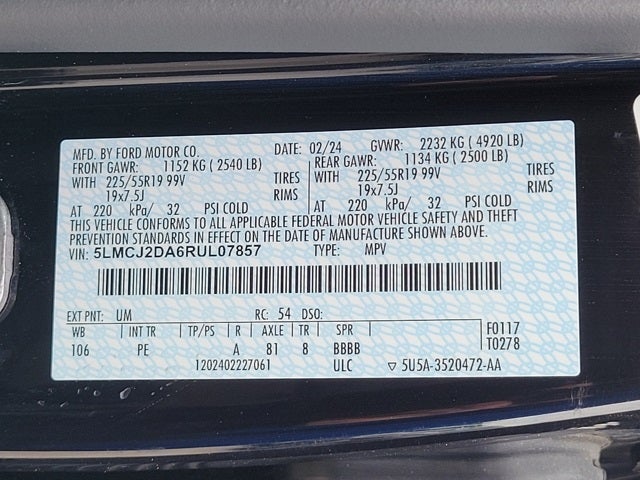 MFD. BY FORD MOTOR CO. DATE: 02/24 GVWR: 2232 KG ( 4920 LB)
FRONT GAWR: 1152 KG ( 2540 LB) REAR GAWR: 1134 KG ( 2500 LB)
WITH 225/55R19 99V TIRES WITH 225/55R19 99V TIRES
19x7.5J RIMS 19x7.5J RIMS
AT 220 kPa/ 32 PSI COLD AT 220 kPa/ 32 PSI COLD
THIS VEHICLE CONFORMS TO ALL APPLICABLE FEDERAL MOTOR VEHICLE SAFETY AND THEFT
PREVENTION STANDARDS IN EFFECT ON THE DATE OF MANUFACTURE SHOWN ABOVE.
VIN: 5LMCJ2DA6RUL07857 TYPE: MPV
EXT PNT: UM RC: 54 DSO:
WB INT TR TP/PS R AXLE TR SPR F0117
106 PE A 81 8 BBBB T0278
1202402227061 ULC ▽ 5U5A-3520472-AA